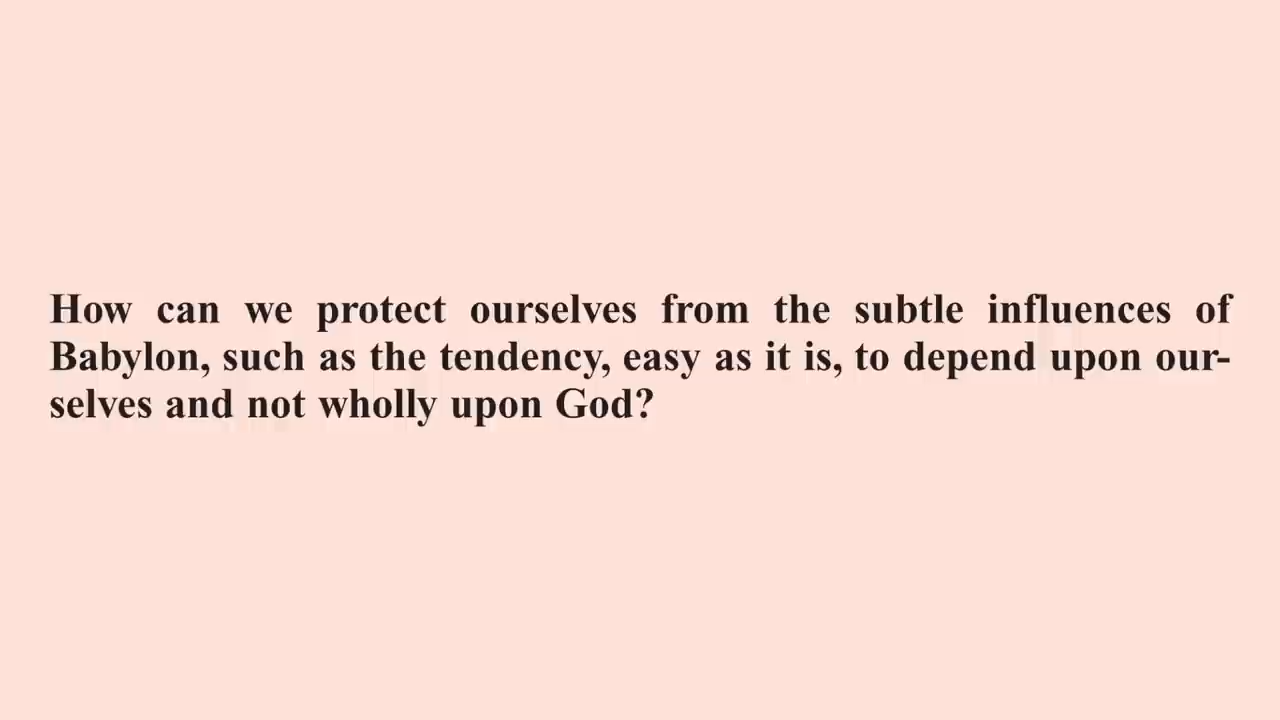 How can we protect ourselves from the subtle influences of
Babylon, such as the tendency, easy as it is, to depend upon our-
selves and not wholly upon God?